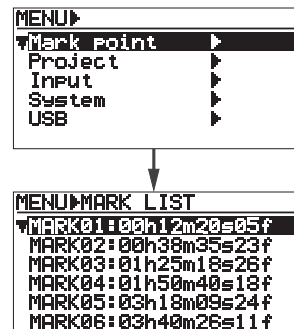 MENU▶
▼Mark point ▶
Project ▶
Input ▶
System ▶
USB ▶
MENU▶MARK LIST
▼MARK01:00h12m20s05f
MARK02:00h38m35s23f
MARK03:01h25m18s26f
MARK04:01h50m40s18f
MARK05:03h18m09s24f
MARK06:03h40m26s11f